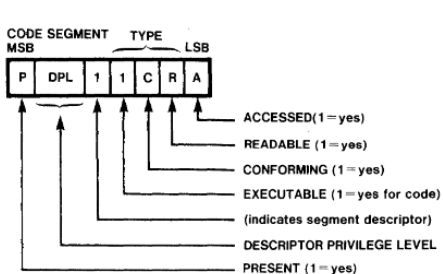 CODE SEGMENT TYPE
MSB LSB
P DPL 1 1 C R A
ACCESSED(1=yes)
READABLE (1=yes)
CONFORMING (1=yes)
EXECUTABLE (1=yes for code)
(indicates segment descriptor)
DESCRIPTOR PRIVILEGE LEVEL
PRESENT (1=yes)